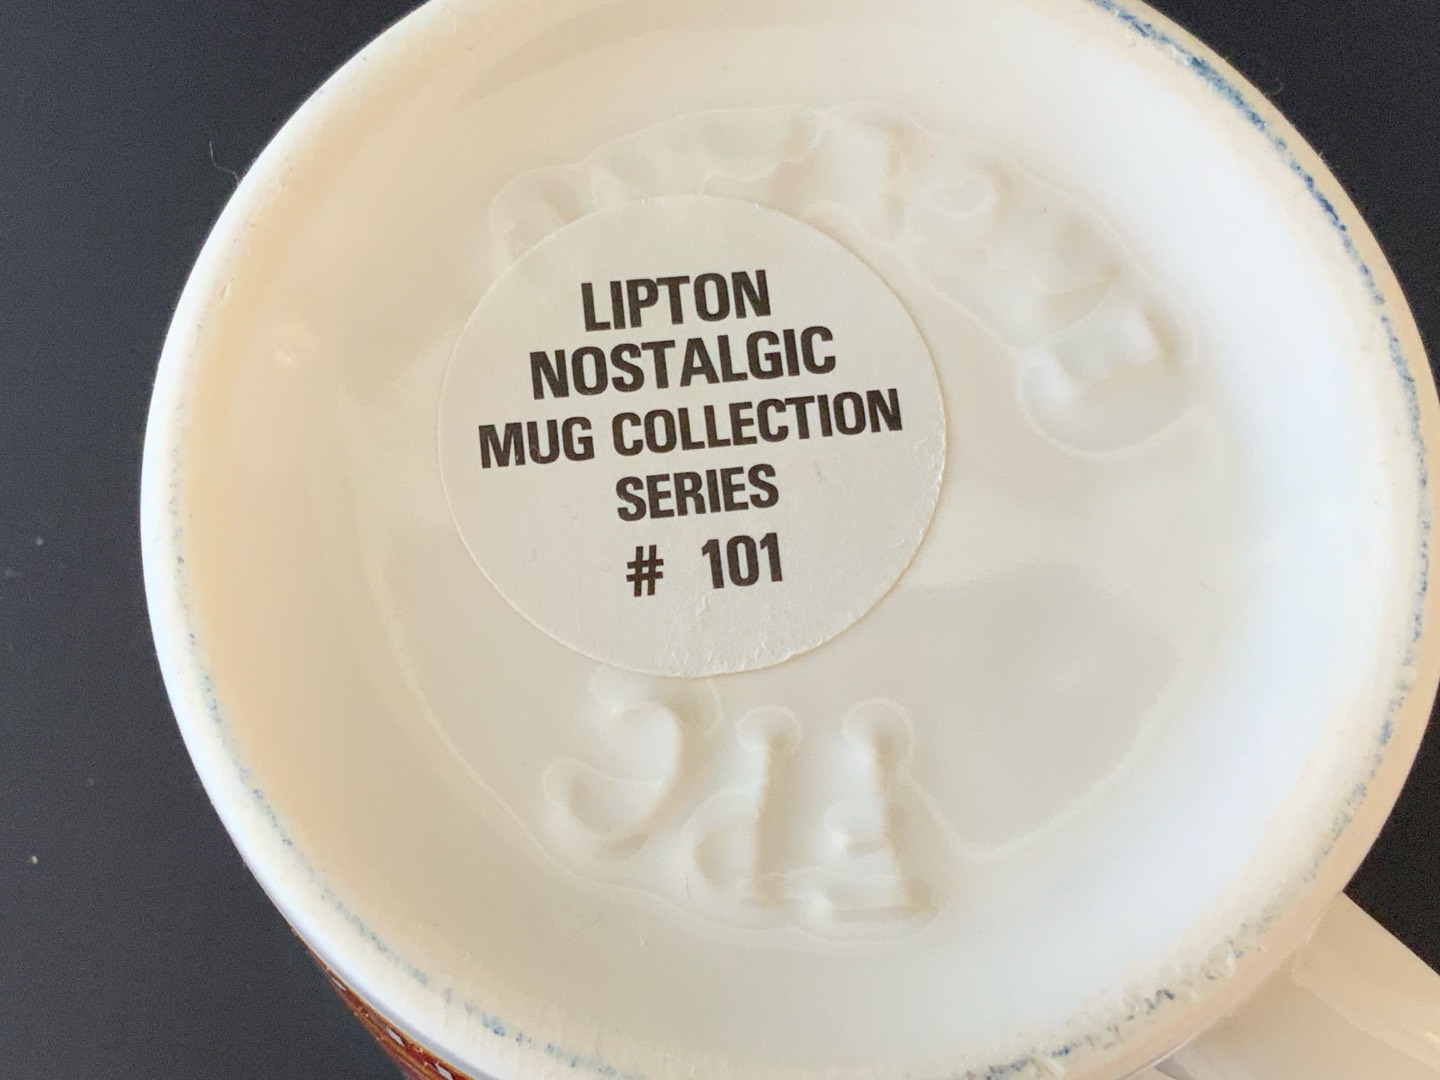 LIPTON
NOSTALGIC
MUG COLLECTION
SERIES
# 101